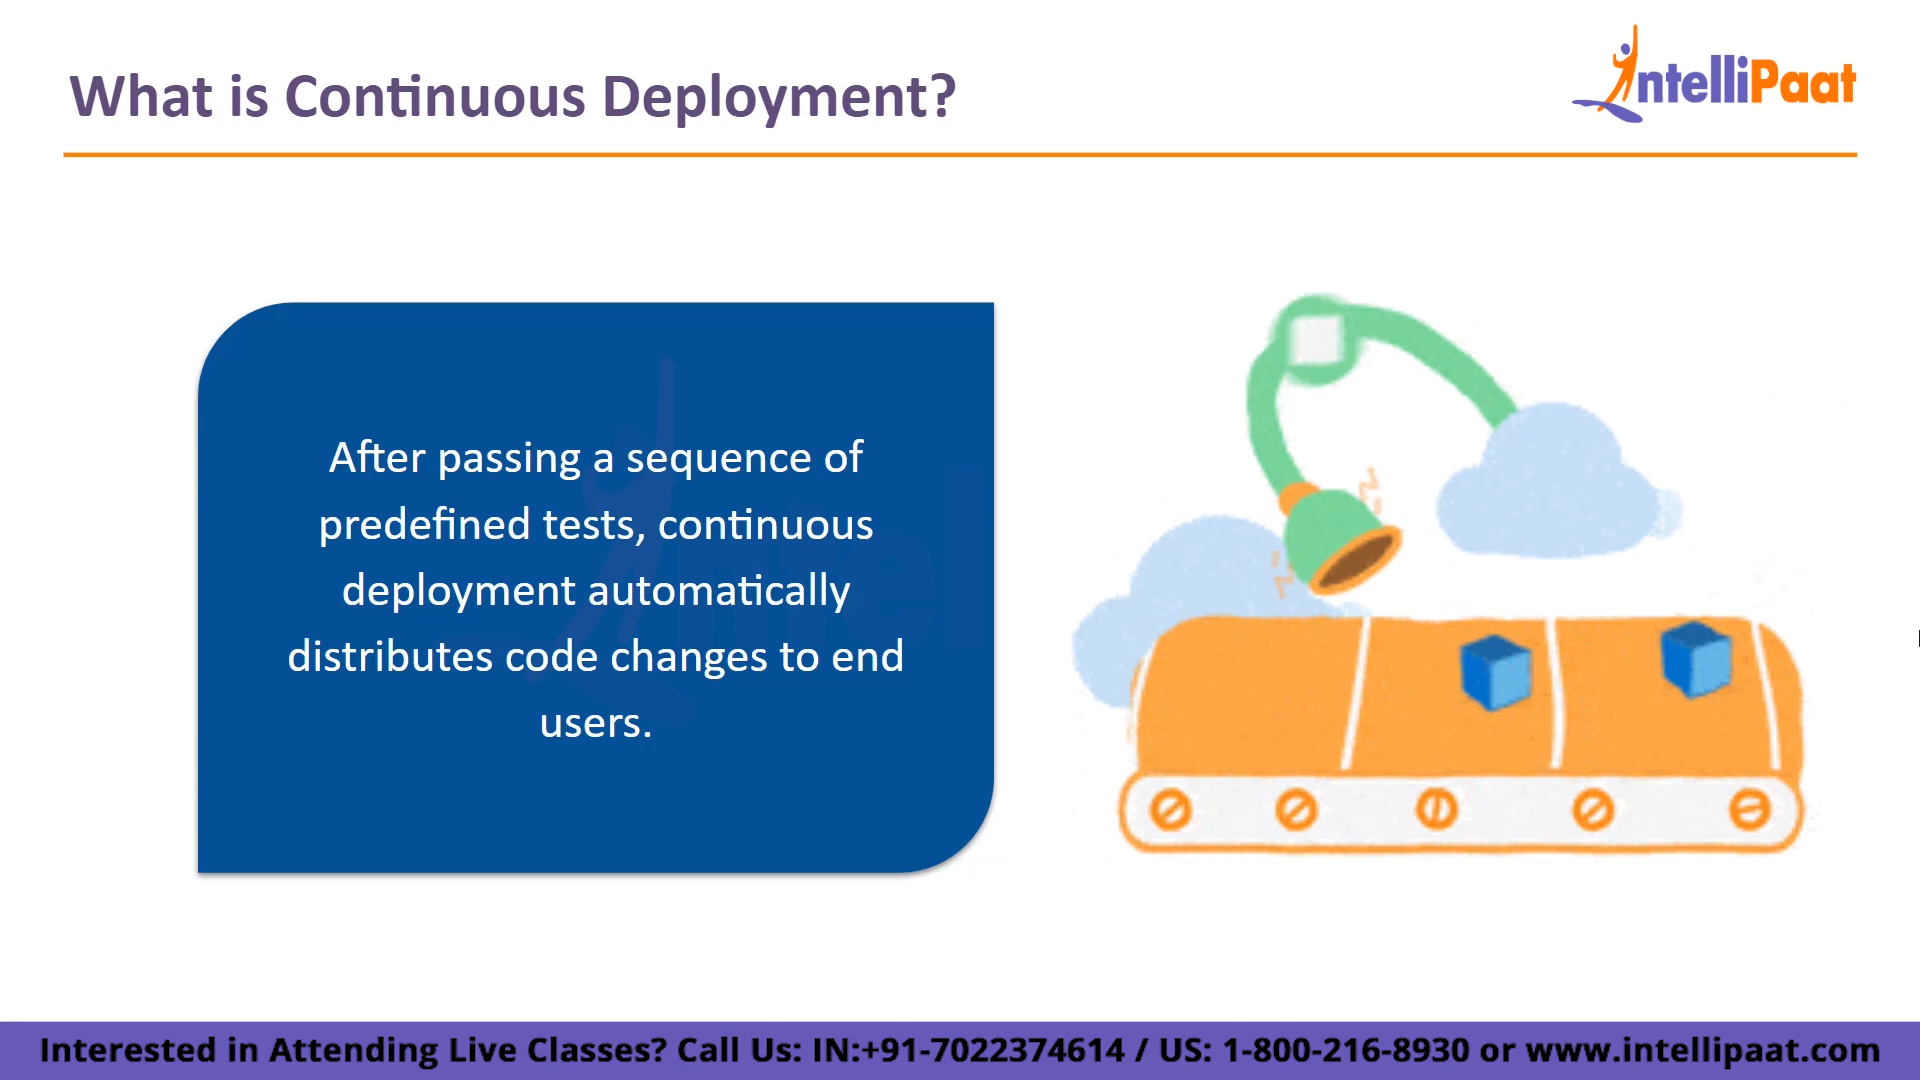 What is Continuous Deployment?
IntelliPaat
After passing a sequence of
predefined tests, continuous
deployment automatically
distributes code changes to end
users.
Interested in Attending Live Classes? Call Us: IN:+91-7022374614 / US: 1-800-216-8930 or www.intellipaat.com